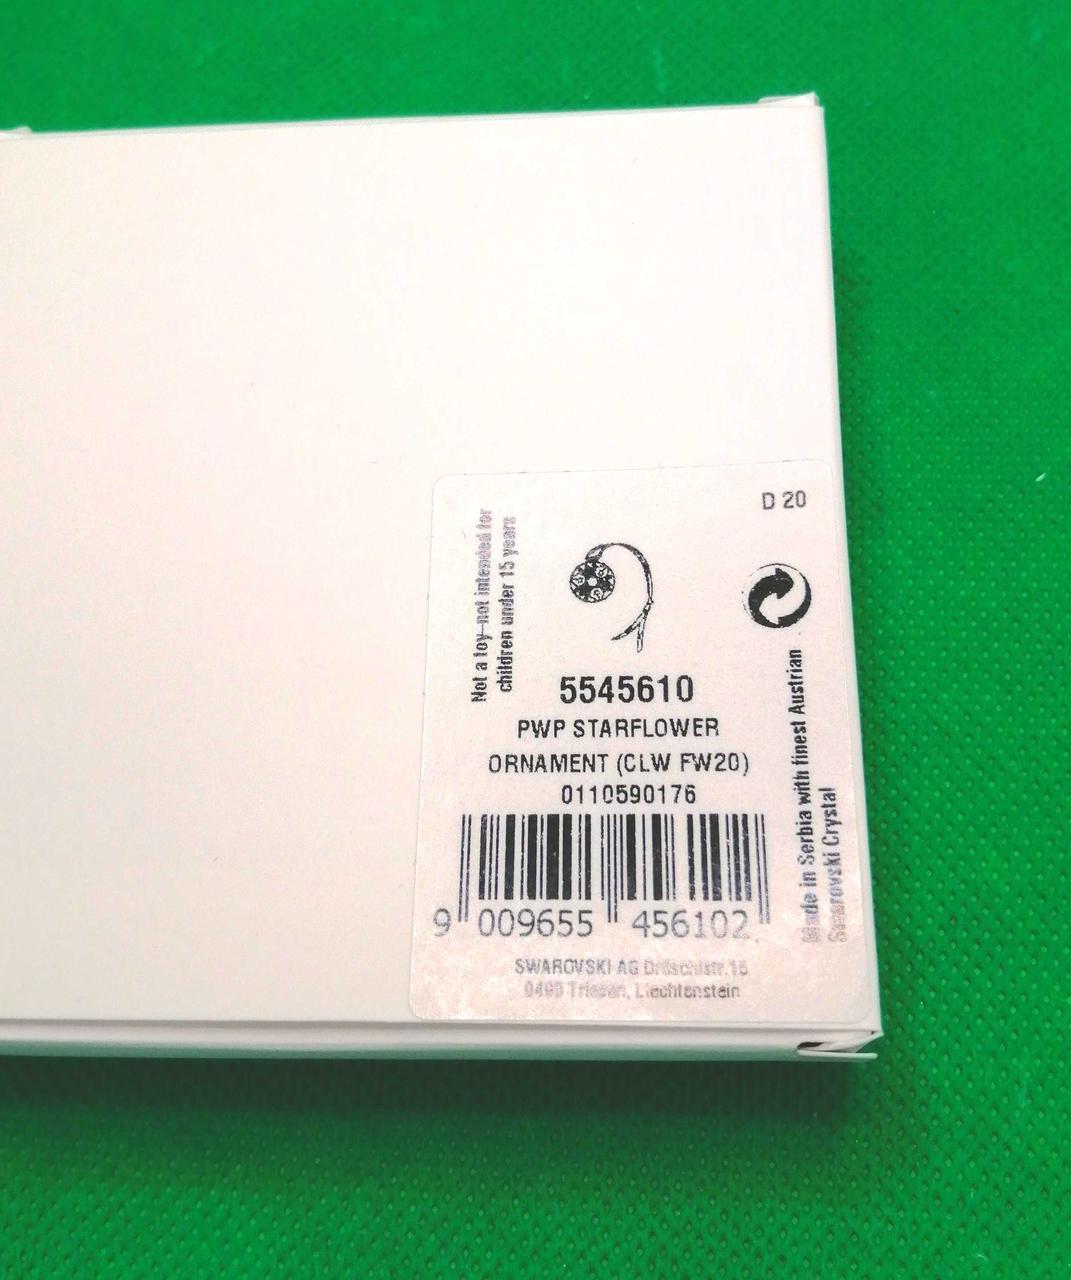 D 20
Not a toy-not intended for
children under 15 years
5545610
PWP STARFLOWER
ORNAMENT (CLW FW20)
0110590176
Made in Serbia with finest Austrian
Swarovski Crystal
9 009655 456102
SWAROVSKI AG Dröschistr.15
9495 Triesen, Liechtenstein